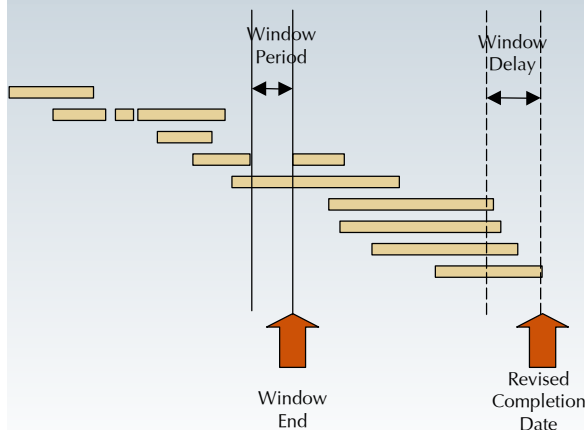 Window
Period
Window
Delay
Window
End
Revised
Completion
Date